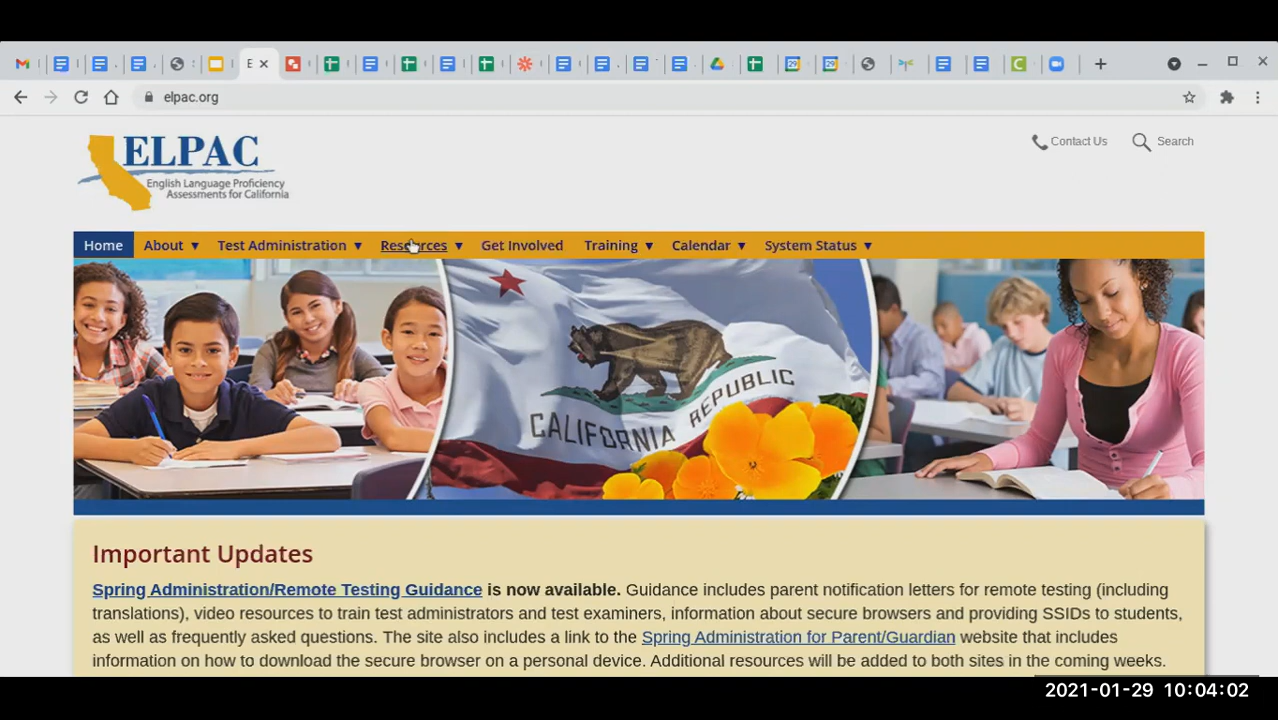 E
elpac.org
ELPAC
English Language Proficiency
Assessments for California
Contact Us
Search
Home About ▼ Test Administration ▼ Resources ▼ Get Involved Training ▼ Calendar ▼ System Status ▼
CALIFORNIA REPUBLIC
Important Updates
Spring Administration/Remote Testing Guidance is now available. Guidance includes parent notification letters for remote testing (including
translations), video resources to train test administrators and test examiners, information about secure browsers and providing SSIDs to students,
as well as frequently asked questions. The site also includes a link to the Spring Administration for Parent/Guardian website that includes
information on how to download the secure browser on a personal device. Additional resources will be added to both sites in the coming weeks.
2021-01-29 10:04:02